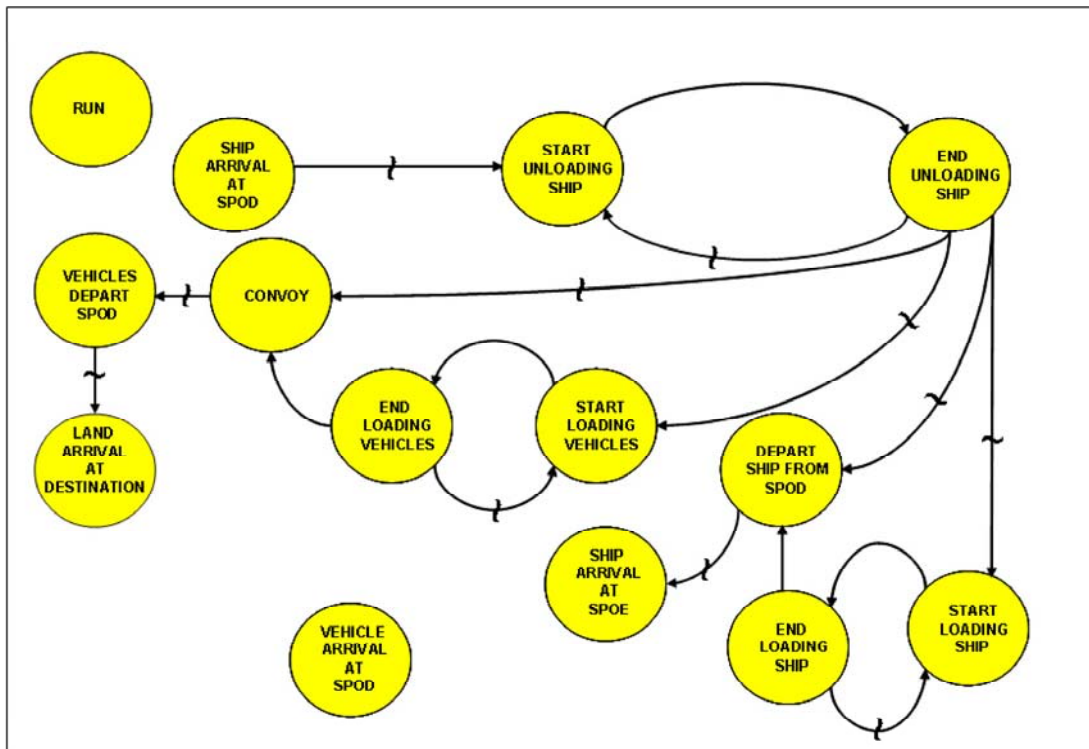 RUN
SHIP
ARRIVAL
AT
SPOD
START
UNLOADING
SHIP
END
UNLOADING
SHIP
VEHICLES
DEPART
SPOD
CONVOY
END
LOADING
VEHICLES
START
LOADING
VEHICLES
LAND
ARRIVAL
AT
DESTINATION
DEPART
SHIP FROM
SPOD
SHIP
ARRIVAL
AT
SPOE
VEHICLE
ARRIVAL
AT
SPOD
END
LOADING
SHIP
START
LOADING
SHIP